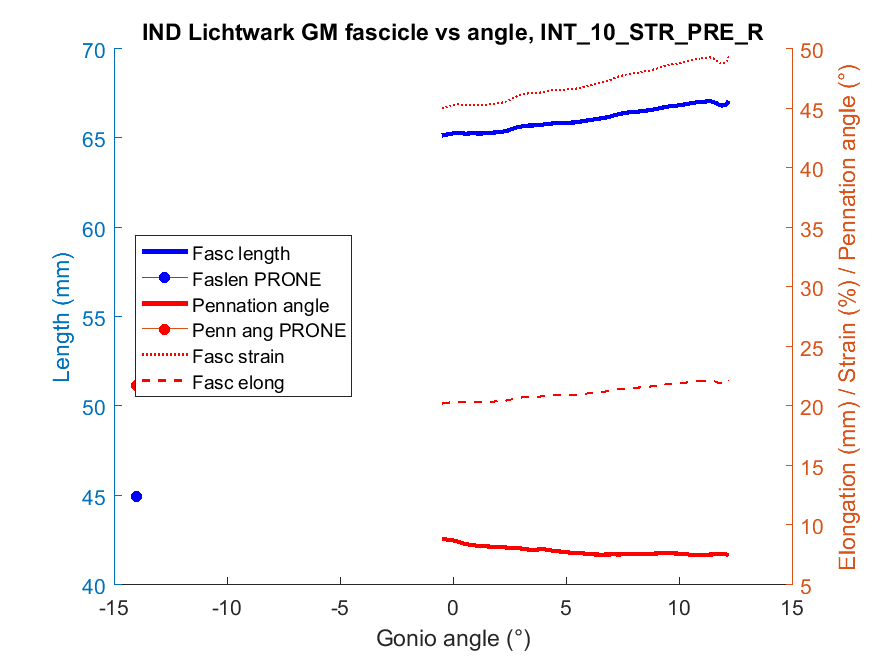 IND Lichtwark GM fascicle vs angle, INT_10_STR_PRE_R
70
65
60
55
50
45
40
Length (mm)
50
45
40
35
30
25
20
15
10
5
Elongation (mm) / Strain (%) / Pennation angle (°)
Fasc length
Faslen PRONE
Pennation angle
Penn ang PRONE
Fasc strain
Fasc elong
-15
-10
-5
0
5
10
15
Gonio angle (°)